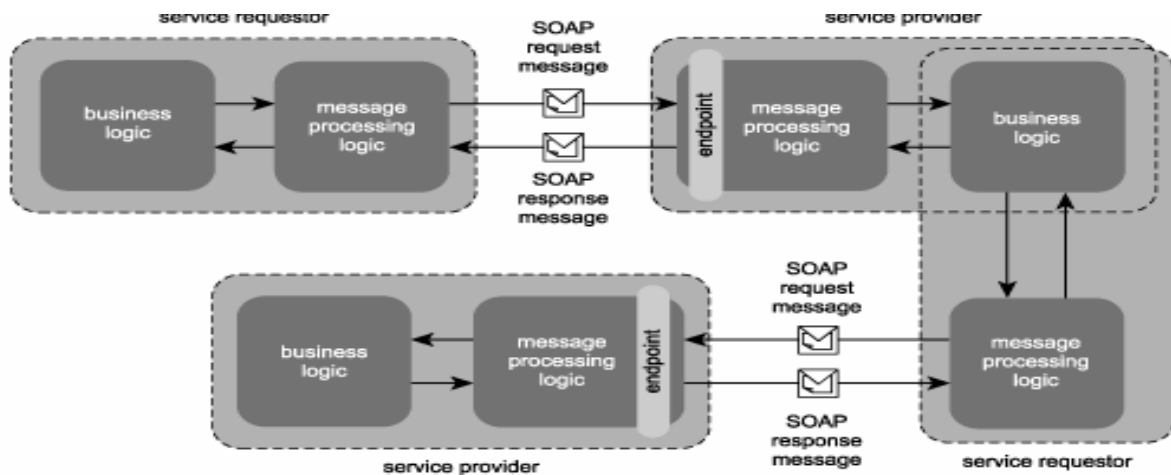 service requestor
service provider
SOAP
request
message
business
logic
message
processing
logic
endpoint
message
processing
logic
business
logic
SOAP
response
message
SOAP
request
message
business
logic
message
processing
logic
endpoint
message
processing
logic
SOAP
response
message
service provider
service requestor